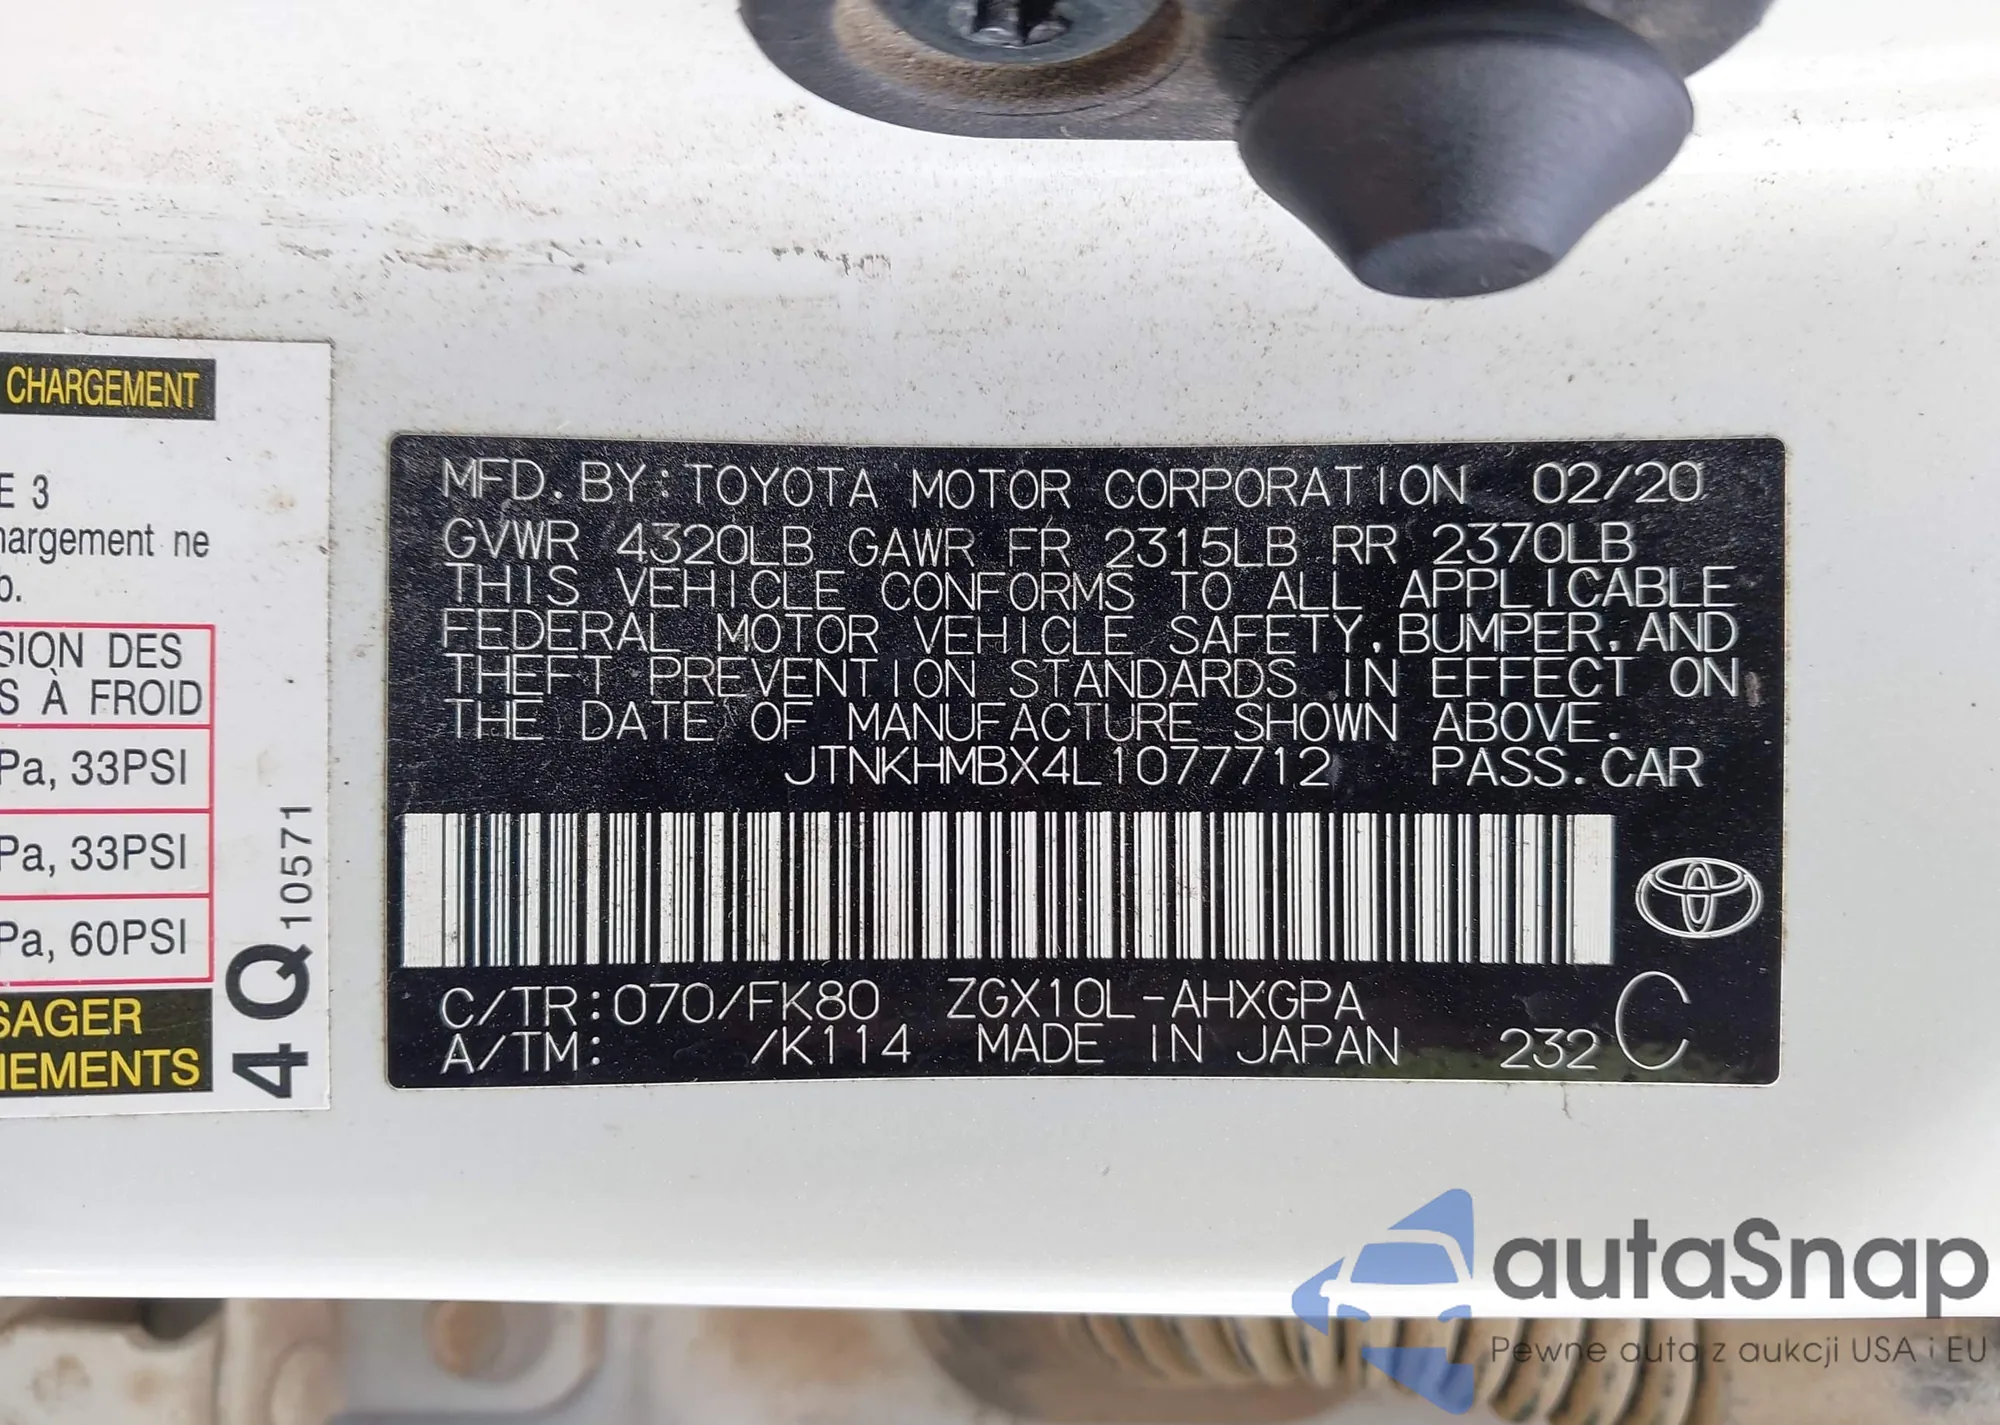 CHARGEMENT
E 3
hargement ne
b.
SION DES
S À FROID
Pa, 33PSI
Pa, 33PSI
Pa, 60PSI
SAGER
NEMENTS
4Q 10571
MFD. BY: TOYOTA MOTOR CORPORATION 02/20
GVWR 4320LB GAWR FR 2315LB RR 2370LB
THIS VEHICLE CONFORMS TO ALL APPLICABLE
FEDERAL MOTOR VEHICLE SAFETY, BUMPER, AND
THEFT PREVENTION STANDARDS IN EFFECT ON
THE DATE OF MANUFACTURE SHOWN ABOVE.
JTNKHMBX4L1077712 PASS. CAR
C/TR: 070/FK80 ZGX10L-AHXGPA
A/TM: /K114 MADE IN JAPAN 232 C
autaSnap
Pewne auta z aukcji USA i EU